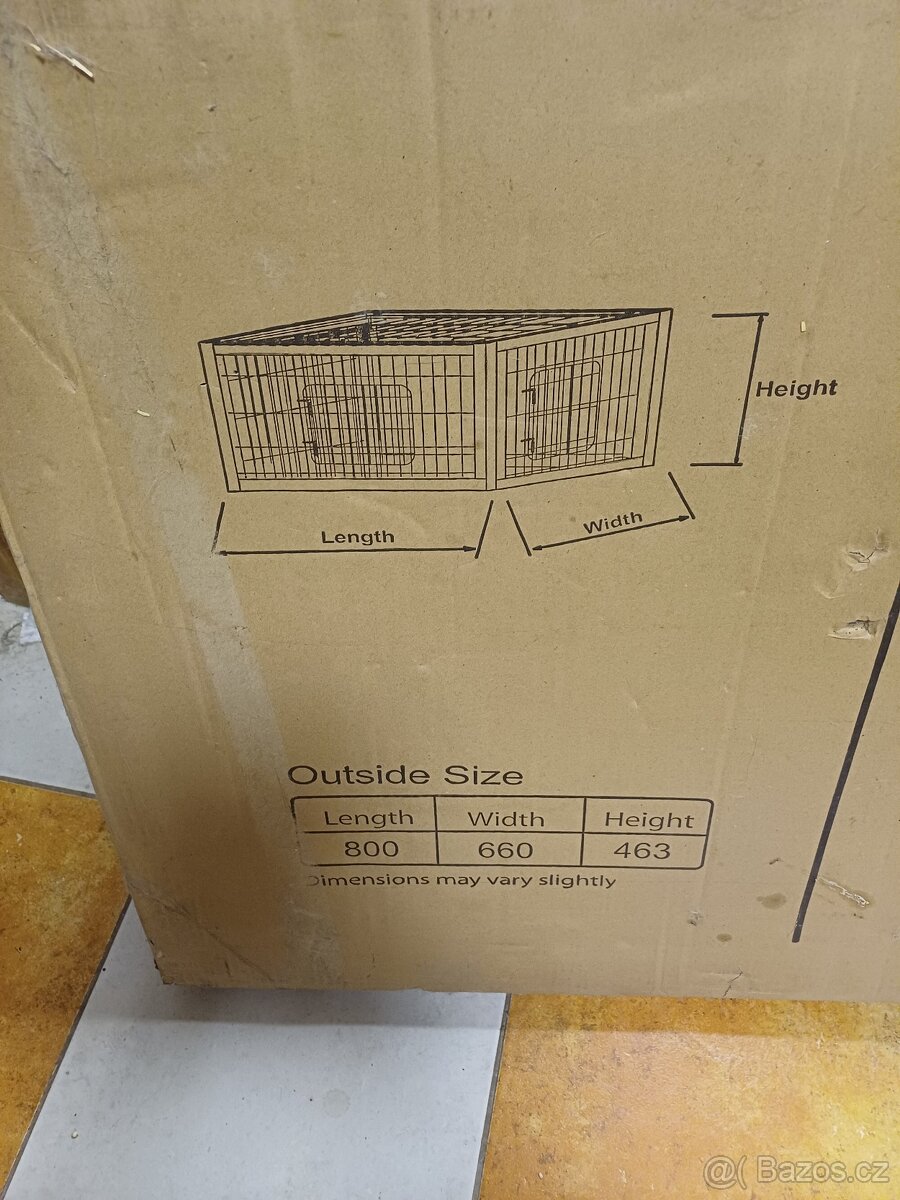 Height
Length
Width
Outside Size
Length Width Height
800 660 463
Dimensions may vary slightly
@( Bazos.cz